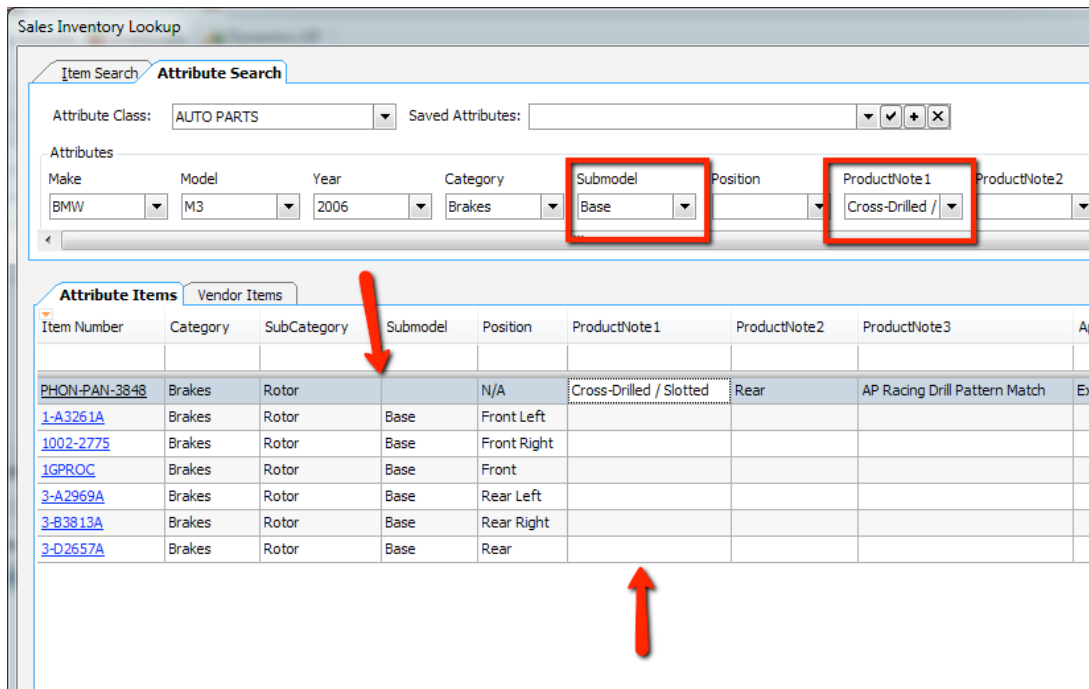 Sales Inventory Lookup
Item Search Attribute Search
Attribute Class: AUTO PARTS Saved Attributes:
Attributes
Make Model Year Category Submodel Position ProductNote1 ProductNote2
BMW M3 2006 Brakes Base Cross-Drilled /
Attribute Items Vendor Items
Item Number Category SubCategory Submodel Position ProductNote1 ProductNote2 ProductNote3
PHON-PAN-3848 Brakes Rotor N/A Cross-Drilled / Slotted Rear AP Racing Drill Pattern Match
1-A3261A Brakes Rotor Base Front Left
1002-2775 Brakes Rotor Base Front Right
1GPROC Brakes Rotor Base Front
3-A2969A Brakes Rotor Base Rear Left
3-B3813A Brakes Rotor Base Rear Right
3-D2657A Brakes Rotor Base Rear